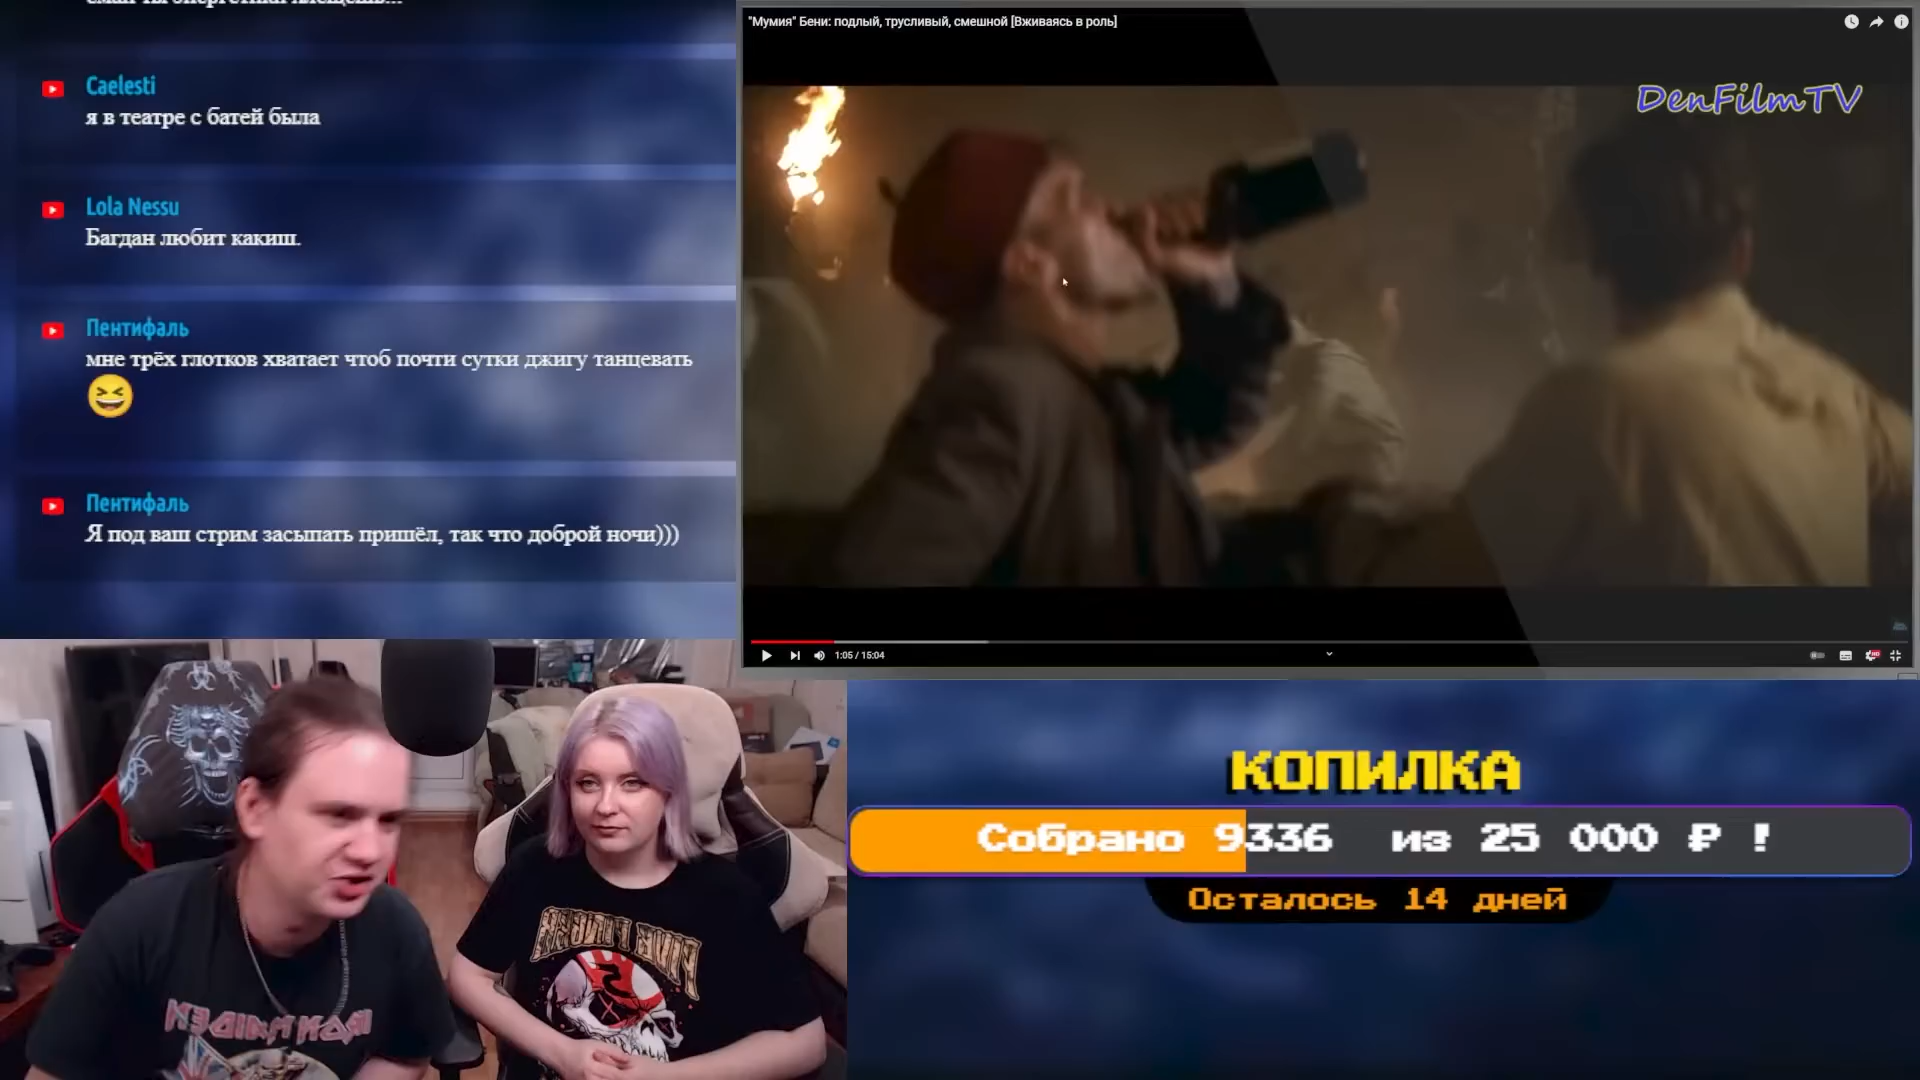 Caelesti
я в театре с батей была
Lola Nessu
Багдан любит какиш.
Пентифаль
мне трёх глотков хватает чтоб почти сутки джигу танцевать
Пентифаль
Я под ваш стрим засыпать пришёл, так что доброй ночи)))
"Мумия" Бени: подлый, трусливый, смешной [Вживаясь в роль]
DenFilmTV
1:05 / 15:04
КОПИЛКА
Собрано 9336 из 25 000 ₽ !
Осталось 14 дней